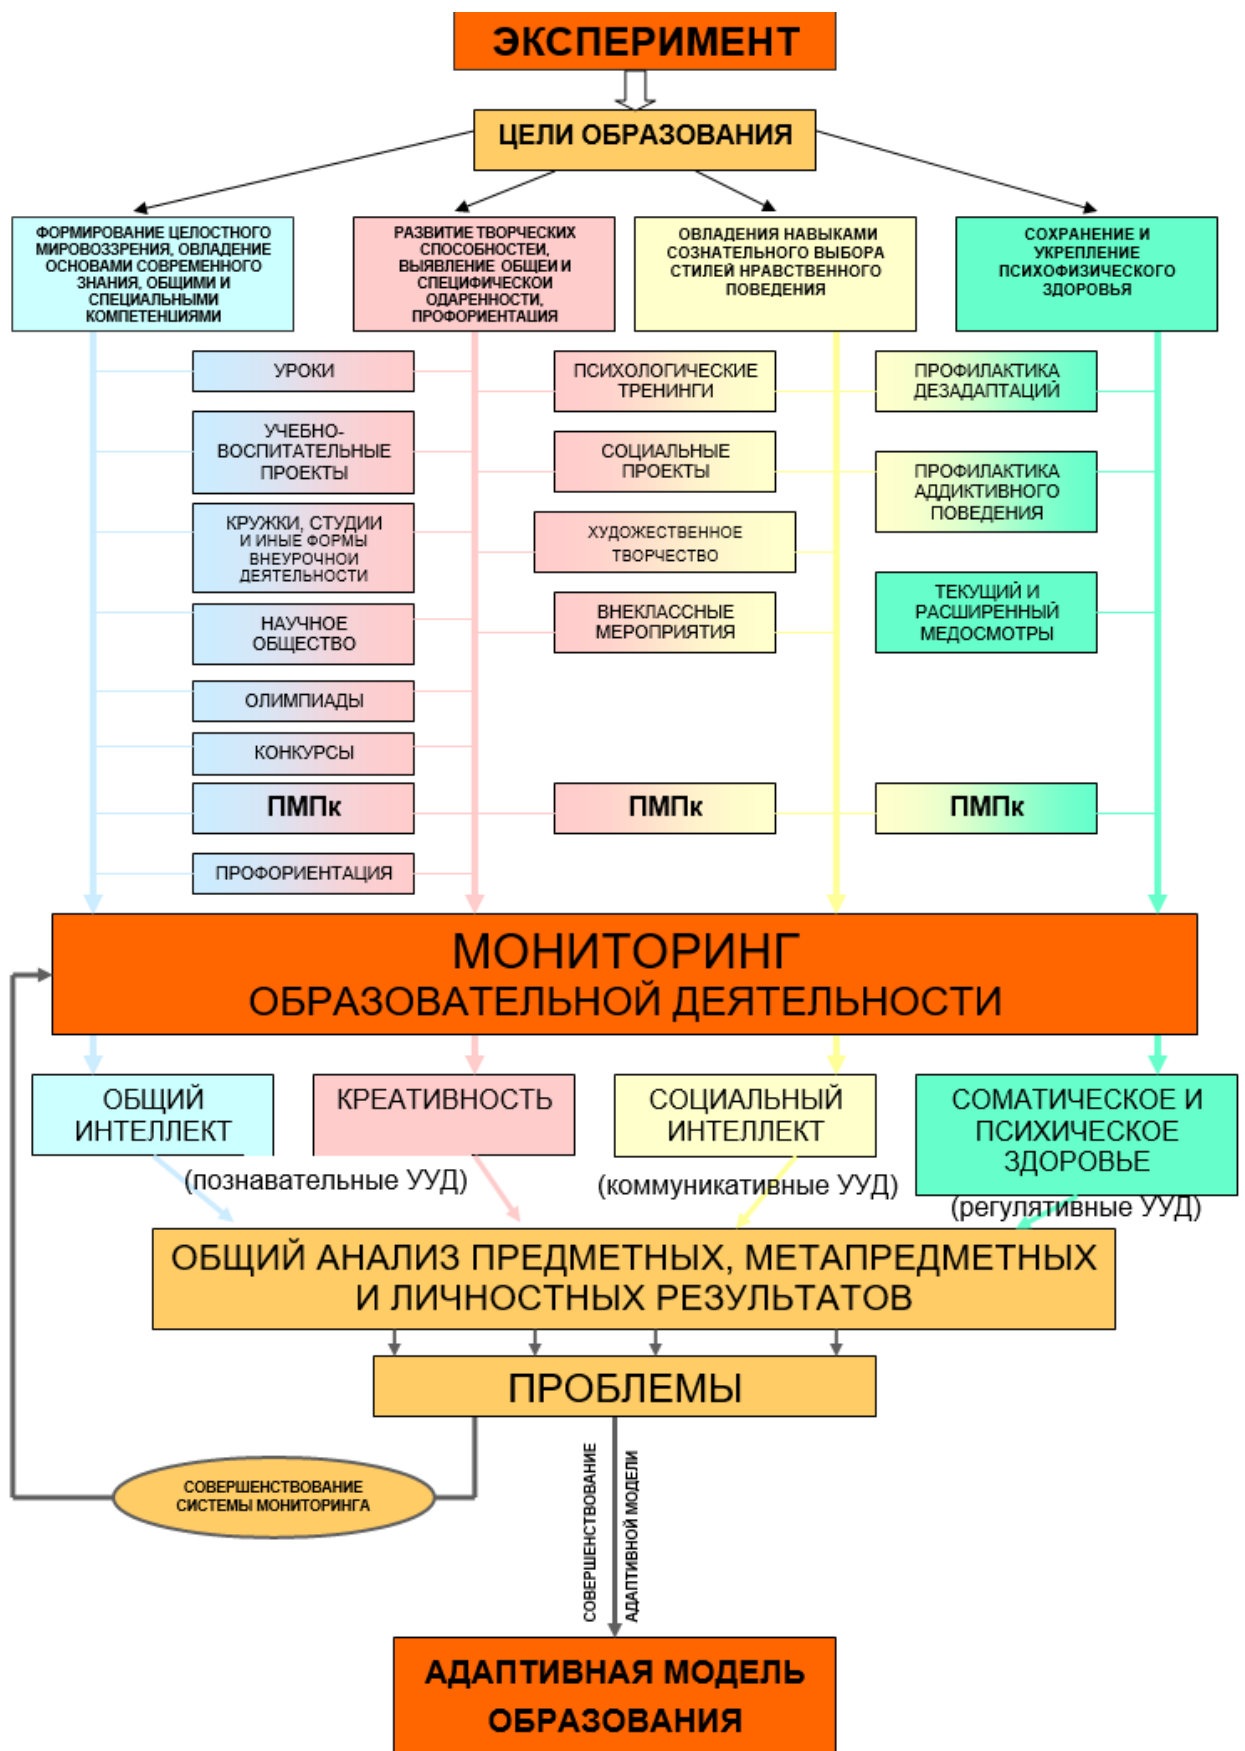 ЭКСПЕРИМЕНТ
ЦЕЛИ ОБРАЗОВАНИЯ
ФОРМИРОВАНИЕ ЦЕЛОСТНОГО
МИРОВОЗЗРЕНИЯ, ОВЛАДЕНИЕ
ОСНОВАМИ СОВРЕМЕННОГО
ЗНАНИЯ, ОБЩИМИ И
СПЕЦИАЛЬНЫМИ
КОМПЕТЕНЦИЯМИ
РАЗВИТИЕ ТВОРЧЕСКИХ
СПОСОБНОСТЕИ,
ВЫЯВЛЕНИЕ ОБЩЕИ И
СПЕЦИФИЧЕСКОИ
ОДАРЕННОСТИ,
ПРОФОРИЕНТАЦИЯ
ОВЛАДЕНИЯ НАВЫКАМИ
СОЗНАТЕЛЬНОГО ВЫБОРА
СТИЛЕЙ НРАВСТВЕННОГО
ПОВЕДЕНИЯ
СОХРАНЕНИЕ И
УКРЕПЛЕНИЕ
ПСИХОФИЗИЧЕСКОГО
ЗДОРОВЬЯ
УРОКИ
УЧЕБНО-
ВОСПИТАТЕЛЬНЫЕ
ПРОЕКТЫ
КРУЖКИ, СТУДИИ
И ИНЫЕ ФОРМЫ
ВНЕУРОЧНОИ
ДЕЯТЕЛЬНОСТИ
НАУЧНОЕ
ОБЩЕСТВО
ОЛИМПИАДЫ
КОНКУРСЫ
ПМПк
ПРОФОРИЕНТАЦИЯ
ПСИХОЛОГИЧЕСКИЕ
ТРЕНИНГИ
СОЦИАЛЬНЫЕ
ПРОЕКТЫ
ХУДОЖЕСТВЕННОЕ
ТВОРЧЕСТВО
ВНЕКЛАССНЫЕ
МЕРОПРИЯТИЯ
ПМПк
ПРОФИЛАКТИКА
ДЕЗАДАПТАЦИЙ
ПРОФИЛАКТИКА
АДДИКТИВНОГО
ПОВЕДЕНИЯ
ТЕКУЩИЙ И
РАСШИРЕННЫЙ
МЕДОСМОТРЫ
ПМПк
МОНИТОРИНГ
ОБРАЗОВАТЕЛЬНОЙ ДЕЯТЕЛЬНОСТИ
ОБЩИЙ
ИНТЕЛЛЕКТ
КРЕАТИВНОСТЬ
(познавательные УУД)
СОЦИАЛЬНЫЙ
ИНТЕЛЛЕКТ
(коммуникативные УУД)
СОМАТИЧЕСКОЕ И
ПСИХИЧЕСКОЕ
ЗДОРОВЬЕ
(регулятивные УУД)
ОБЩИЙ АНАЛИЗ ПРЕДМЕТНЫХ, МЕТАПРЕДМЕТНЫХ
И ЛИЧНОСТНЫХ РЕЗУЛЬТАТОВ
ПРОБЛЕМЫ
СОВЕРШЕНСТВОВАНИЕ
СИСТЕМЫ МОНИТОРИНГА
СОВЕРШЕНСТВОВАНИЕ
АДАПТИВНОЙ МОДЕЛИ
АДАПТИВНАЯ МОДЕЛЬ
ОБРАЗОВАНИЯ